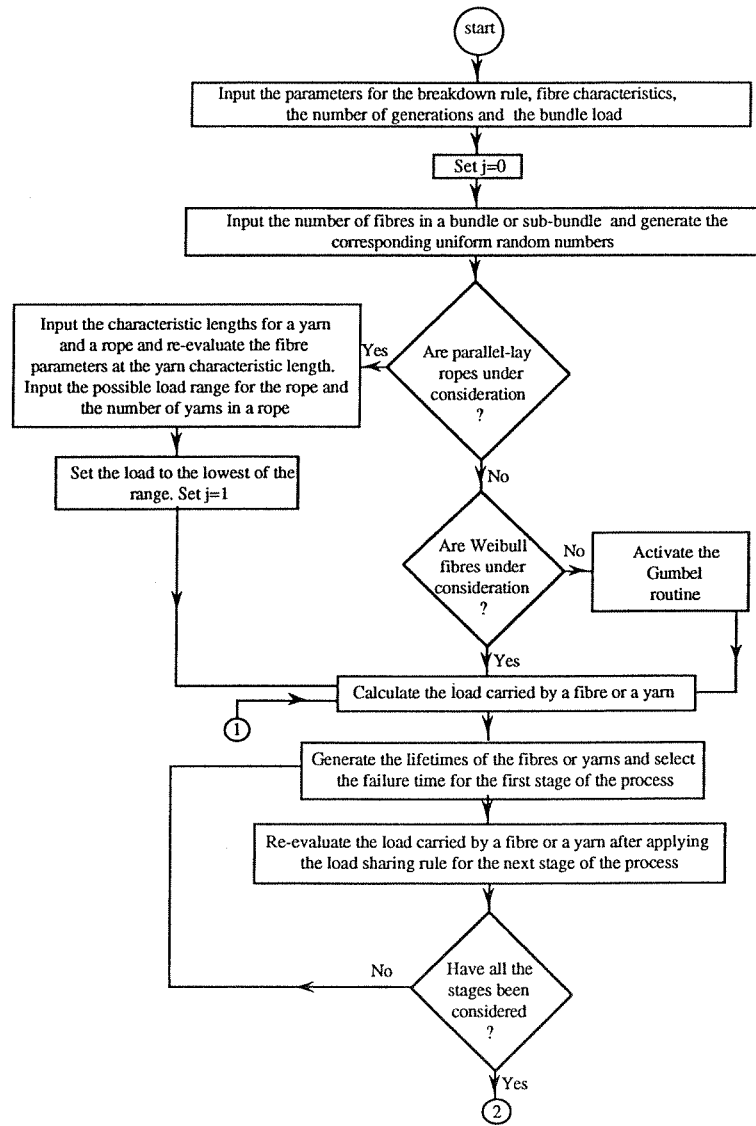 start
Input the parameters for the breakdown rule, fibre characteristics,
the number of generations and the bundle load
Set j=0
Input the number of fibres in a bundle or sub-bundle and generate the
corresponding uniform random numbers
Are parallel-lay
ropes under
consideration
?
Yes
Input the characteristic lengths for a yarn
and a rope and re-evaluate the fibre
parameters at the yarn characteristic length.
Input the possible load range for the rope and
the number of yarns in a rope
Set the load to the lowest of the
range. Set j=1
No
Are Weibull
fibres under
consideration
?
No
Activate the
Gumbel
routine
Yes
Calculate the load carried by a fibre or a yarn
1
Generate the lifetimes of the fibres or yarns and select
the failure time for the first stage of the process
Re-evaluate the load carried by a fibre or a yarn after applying
the load sharing rule for the next stage of the process
No
Have all the
stages been
considered
?
Yes
2